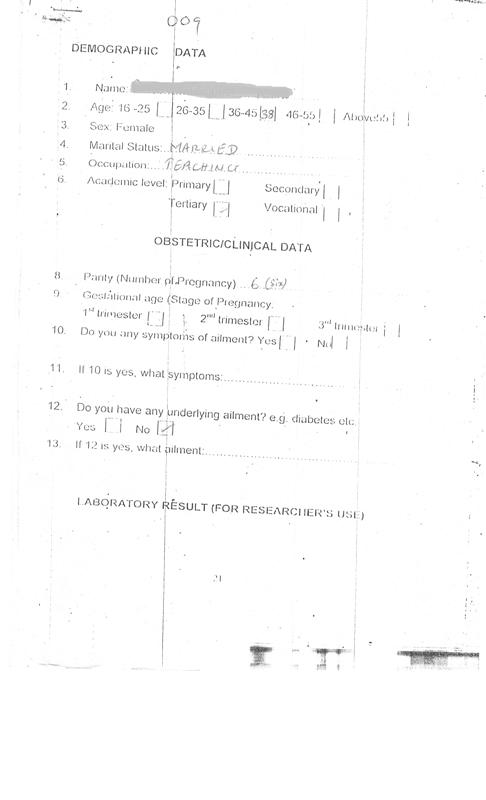 009
DEMOGRAPHIC DATA
1. Name:
2. Age: 16 -25 26-35 36-45 38 46-55 Above55
3. Sex: Female
4. Marital Status: MARRIED
5. Occupation: TEACHING
6. Academic level: Primary Secondary
Tertiary Vocational
OBSTETRIC/CLINICAL DATA
8. Parity (Number of Pregnancy) 6 (six)
9. Gestational age (Stage of Pregnancy.
1st trimester 2nd trimester 3rd trimester
10. Do you any symptoms of ailment? Yes No
11. If 10 is yes, what symptoms:
12. Do you have any underlying ailment? e.g. diabetes etc.
Yes No
13. If 12 is yes, what ailment:
LABORATORY RESULT (FOR RESEARCHER'S USE)
21